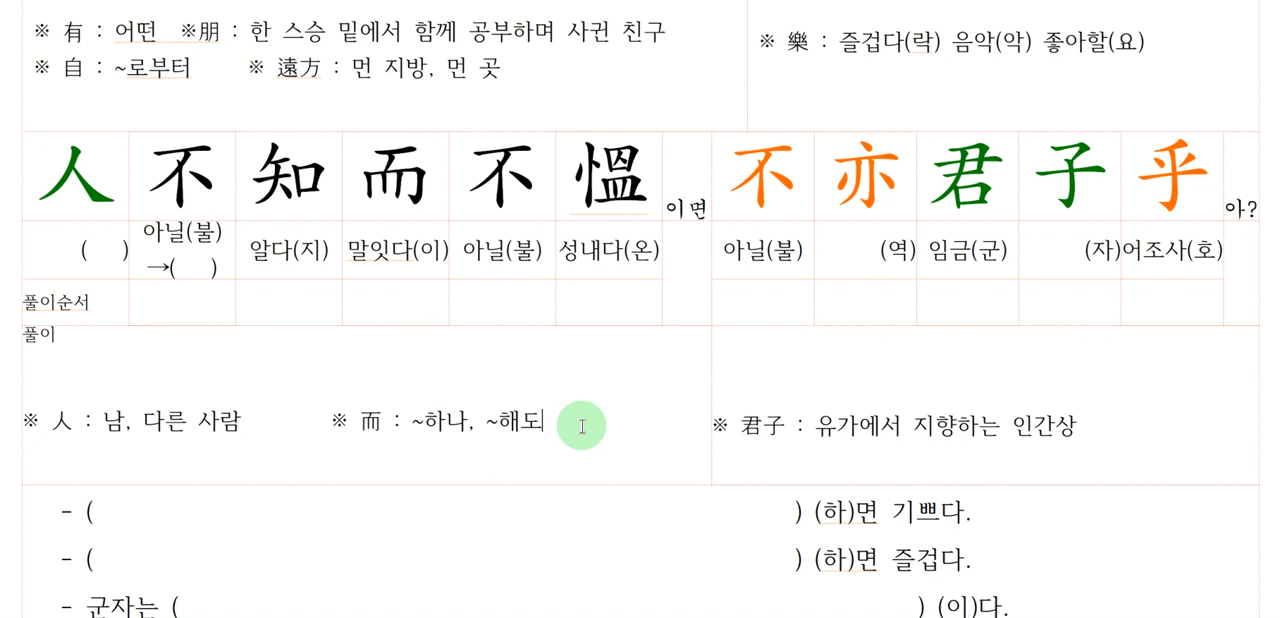 ※ 有 : 어떤 ※朋 : 한 스승 밑에서 함께 공부하며 사귄 친구
※ 自 : ~로부터 ※ 遠方 : 먼 지방, 먼 곳
※ 樂 : 즐겁다(락) 음악(악) 좋아할(요)
人 不 知 而 不 慍 이면 不 亦 君 子 乎 아?
( ) 아닐(불) →( ) 알다(지) 말잇다(이) 아닐(불) 성내다(온) 아닐(불) (역) 임금(군) (자) 어조사(호)
풀이순서
풀이
※ 人 : 남, 다른 사람 ※ 而 : ~하나, ~해도
※ 君子 : 유가에서 지향하는 인간상
- ( ) (하)면 기쁘다.
- ( ) (하)면 즐겁다.
- 군자는 ( ) (이)다.